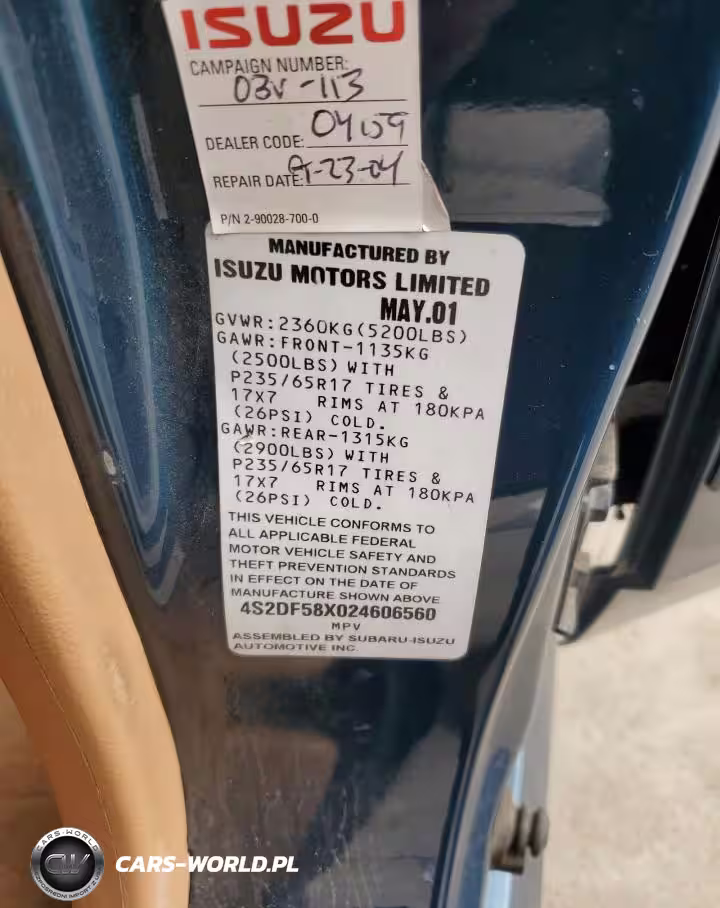 ISUZU
CAMPAIGN NUMBER:
03V-113
DEALER CODE: 04159
REPAIR DATE: -23-04
P/N 2-90028-700-0
MANUFACTURED BY
ISUZU MOTORS LIMITED
MAY.01
GVWR:2360KG(5200LBS)
GAWR:FRONT-1135KG
(2500LBS) WITH
P235/65R17 TIRES &
17X7 RIMS AT 180KPA
(26PSI) COLD.
GAWR:REAR-1315KG
(2900LBS) WITH
P235/65R17 TIRES &
17X7 RIMS AT 180KPA
(26PSI) COLD.
THIS VEHICLE CONFORMS TO
ALL APPLICABLE FEDERAL
MOTOR VEHICLE SAFETY AND
THEFT PREVENTION STANDARDS
IN EFFECT ON THE DATE OF
MANUFACTURE SHOWN ABOVE
4S2DF58X024606560
MPV
ASSEMBLED BY SUBARU-ISUZU
AUTOMOTIVE INC.
CARS-WORLD
CW
CARS-WORLD.PL